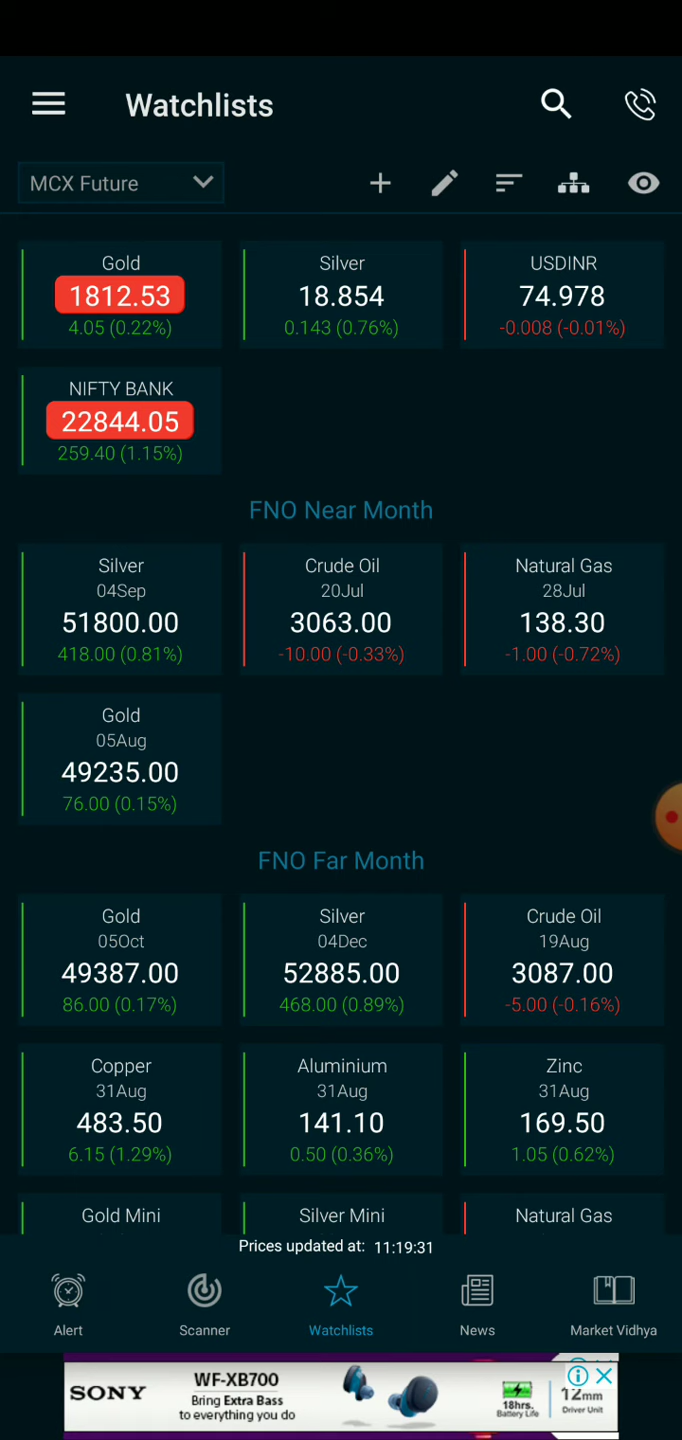 Watchlists
MCX Future
Gold
1812.53
4.05 (0.22%)
Silver
18.854
0.143 (0.76%)
USDINR
74.978
-0.008 (-0.01%)
NIFTY BANK
22844.05
259.40 (1.15%)
FNO Near Month
Silver
04Sep
51800.00
418.00 (0.81%)
Crude Oil
20Jul
3063.00
-10.00 (-0.33%)
Natural Gas
28Jul
138.30
-1.00 (-0.72%)
Gold
05Aug
49235.00
76.00 (0.15%)
FNO Far Month
Gold
05Oct
49387.00
86.00 (0.17%)
Silver
04Dec
52885.00
468.00 (0.89%)
Crude Oil
19Aug
3087.00
-5.00 (-0.16%)
Copper
31Aug
483.50
6.15 (1.29%)
Aluminium
31Aug
141.10
0.50 (0.36%)
Zinc
31Aug
169.50
1.05 (0.62%)
Gold Mini
Silver Mini
Natural Gas
Prices updated at: 11:19:31
Alert
Scanner
Watchlists
News
Market Vidhya
SONY
WF-XB700
Bring Extra Bass
to everything you do
18hrs.
Battery Life
12mm
Driver Unit